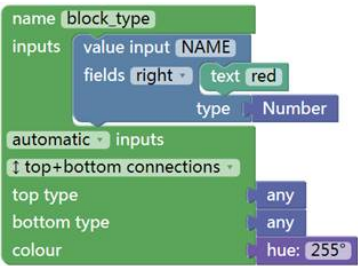 name block_type
inputs value input NAME
fields right text red
type Number
automatic inputs
↕ top+bottom connections
top type any
bottom type any
colour hue: 255°